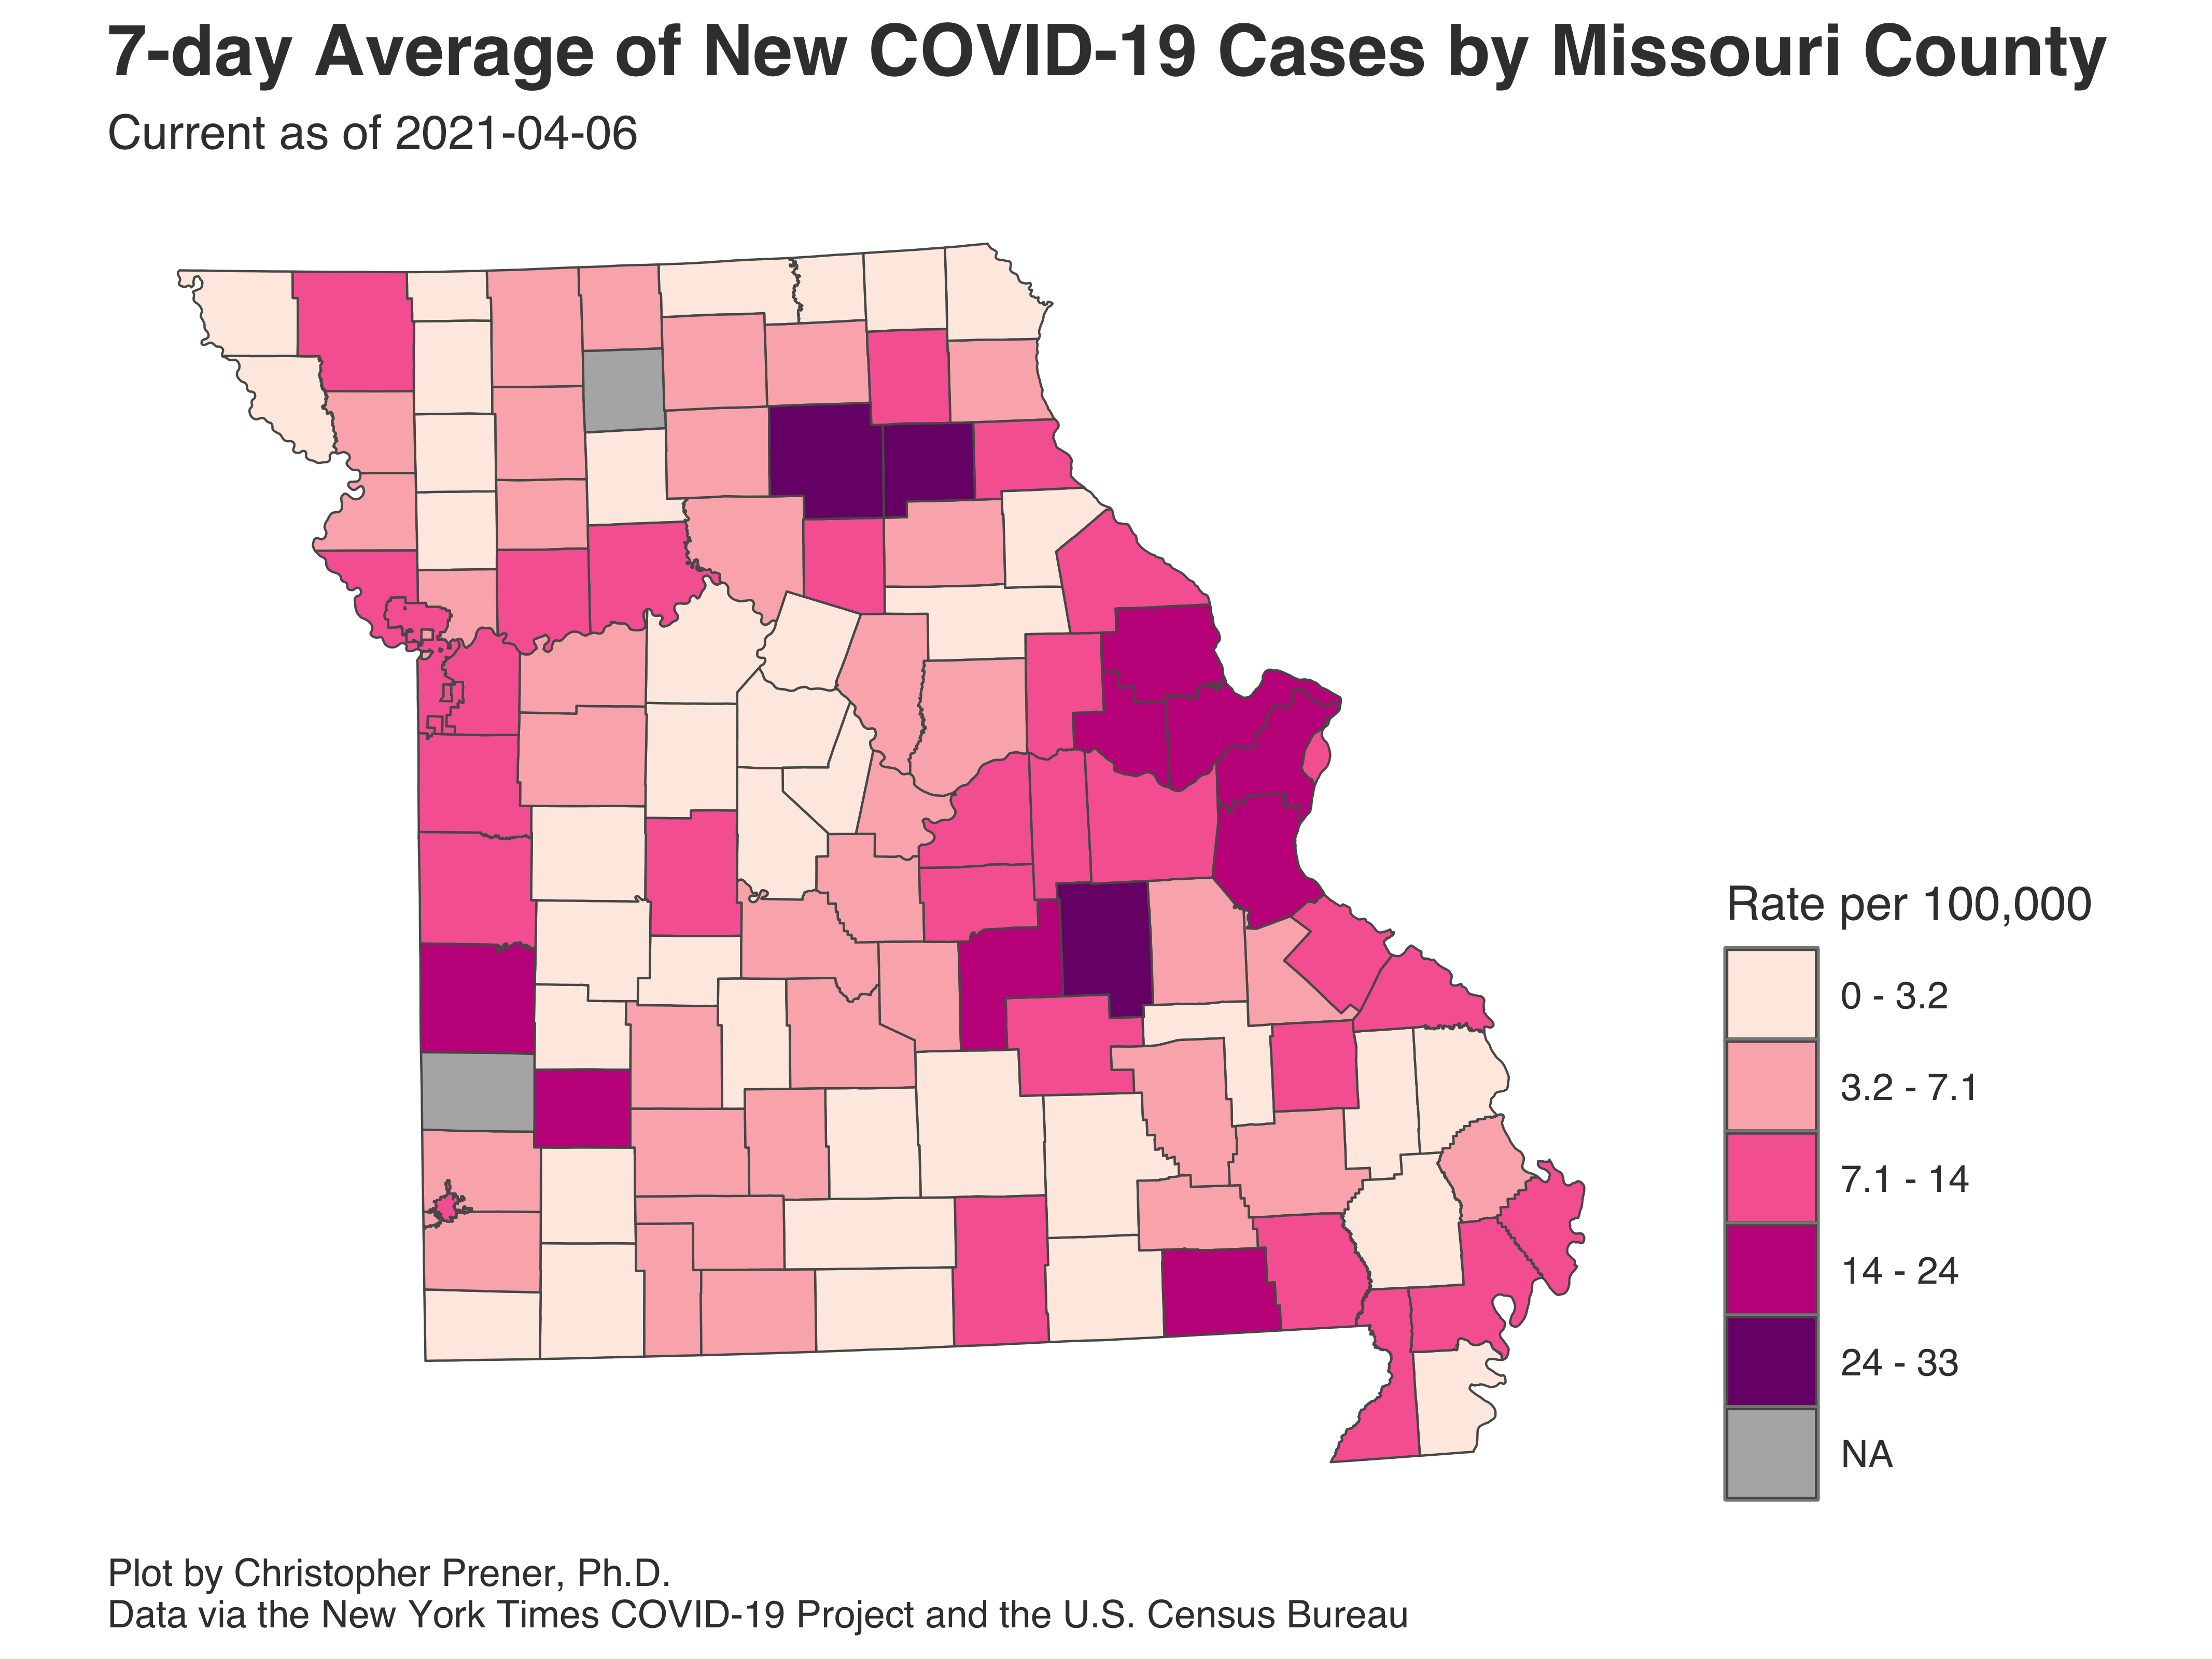 7-day Average of New COVID-19 Cases by Missouri County
Current as of 2021-04-06
Rate per 100,000
0 - 3.2
3.2 - 7.1
7.1 - 14
14 - 24
24 - 33
NA
Plot by Christopher Prener, Ph.D.
Data via the New York Times COVID-19 Project and the U.S. Census Bureau